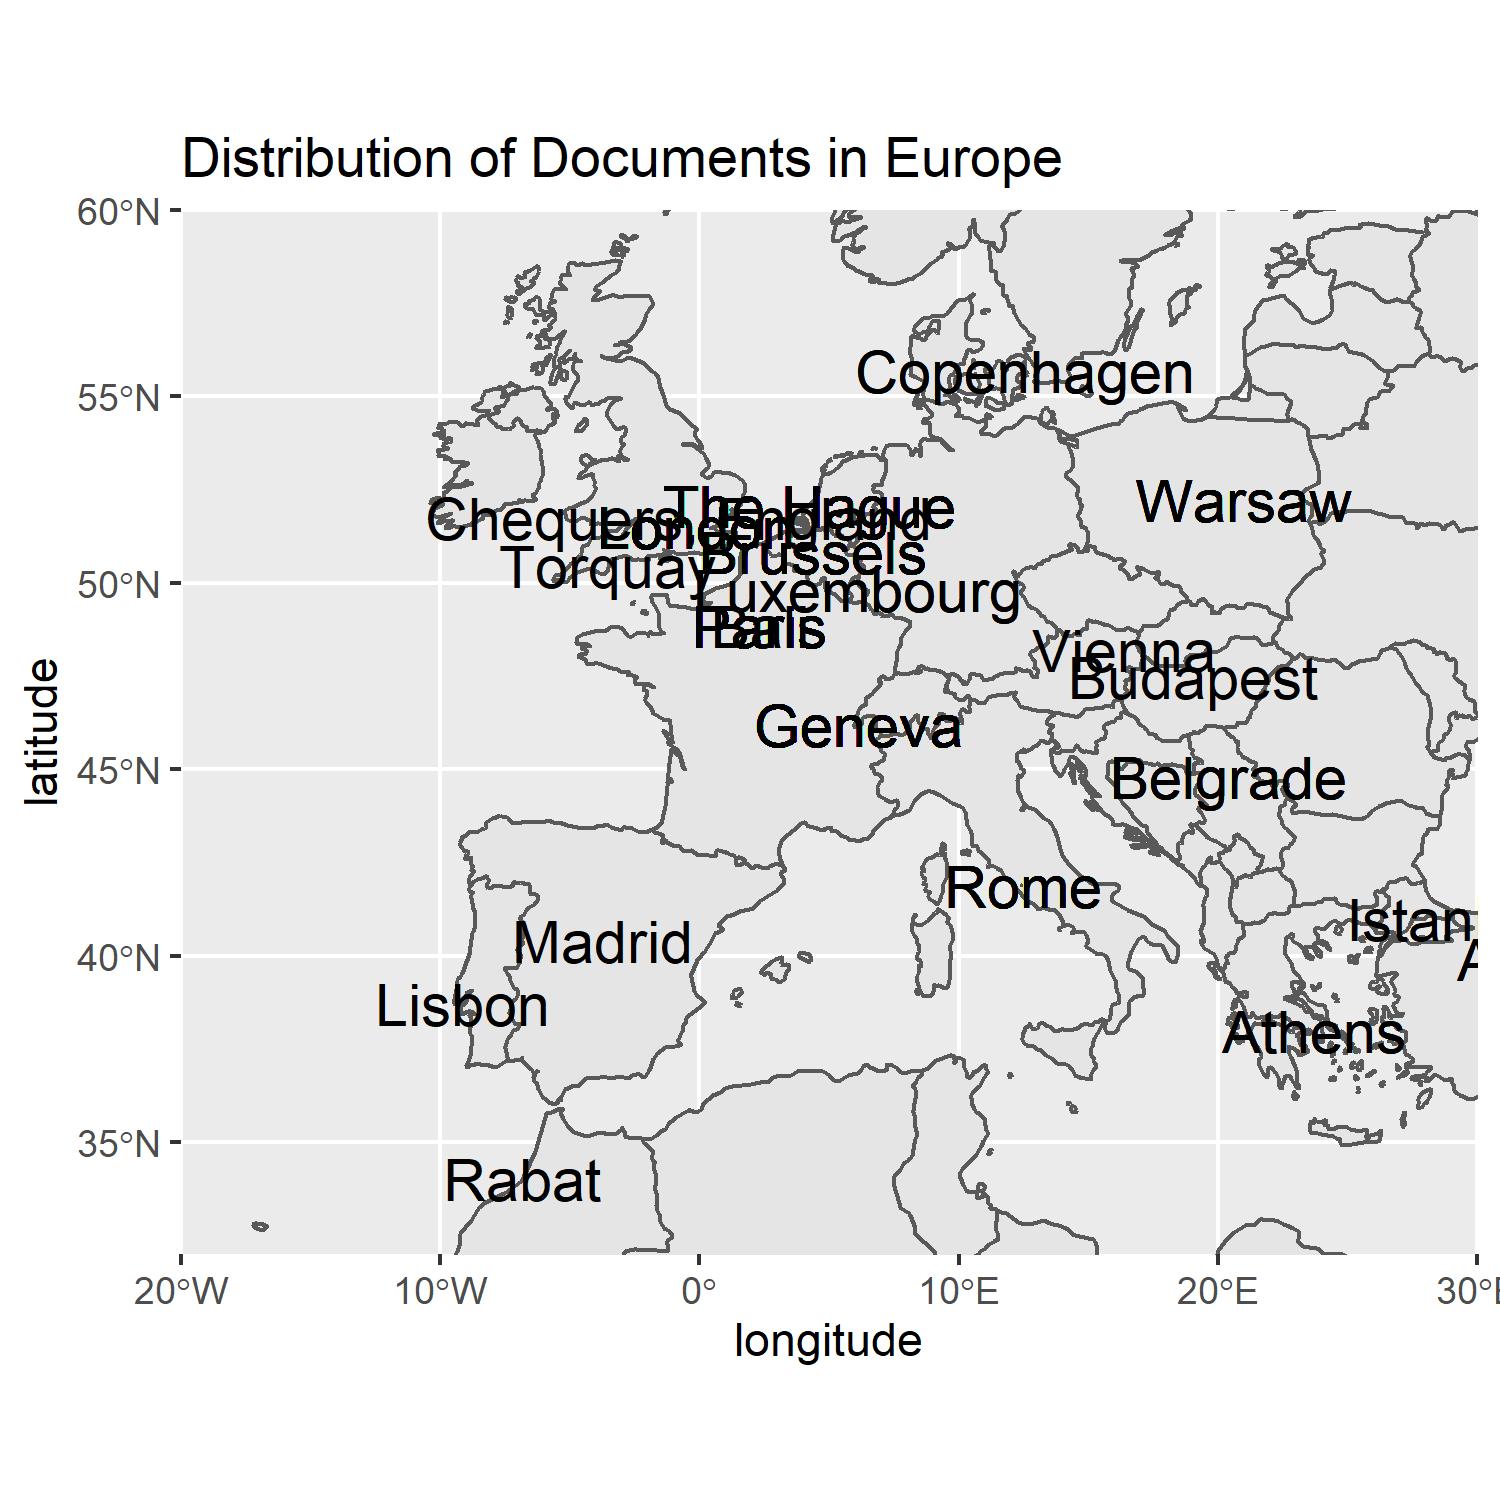 Distribution of Documents in Europe
60°N
55°N
50°N
45°N
40°N
35°N
latitude
Copenhagen
Warsaw
The Hague
Chequers
London
England
Brussels
Torquay
Luxembourg
Paris
Vienna
Budapest
Geneva
Belgrade
Rome
Istan
Madrid
A
Lisbon
Athens
Rabat
20°W
10°W
0°
10°E
20°E
30°E
longitude